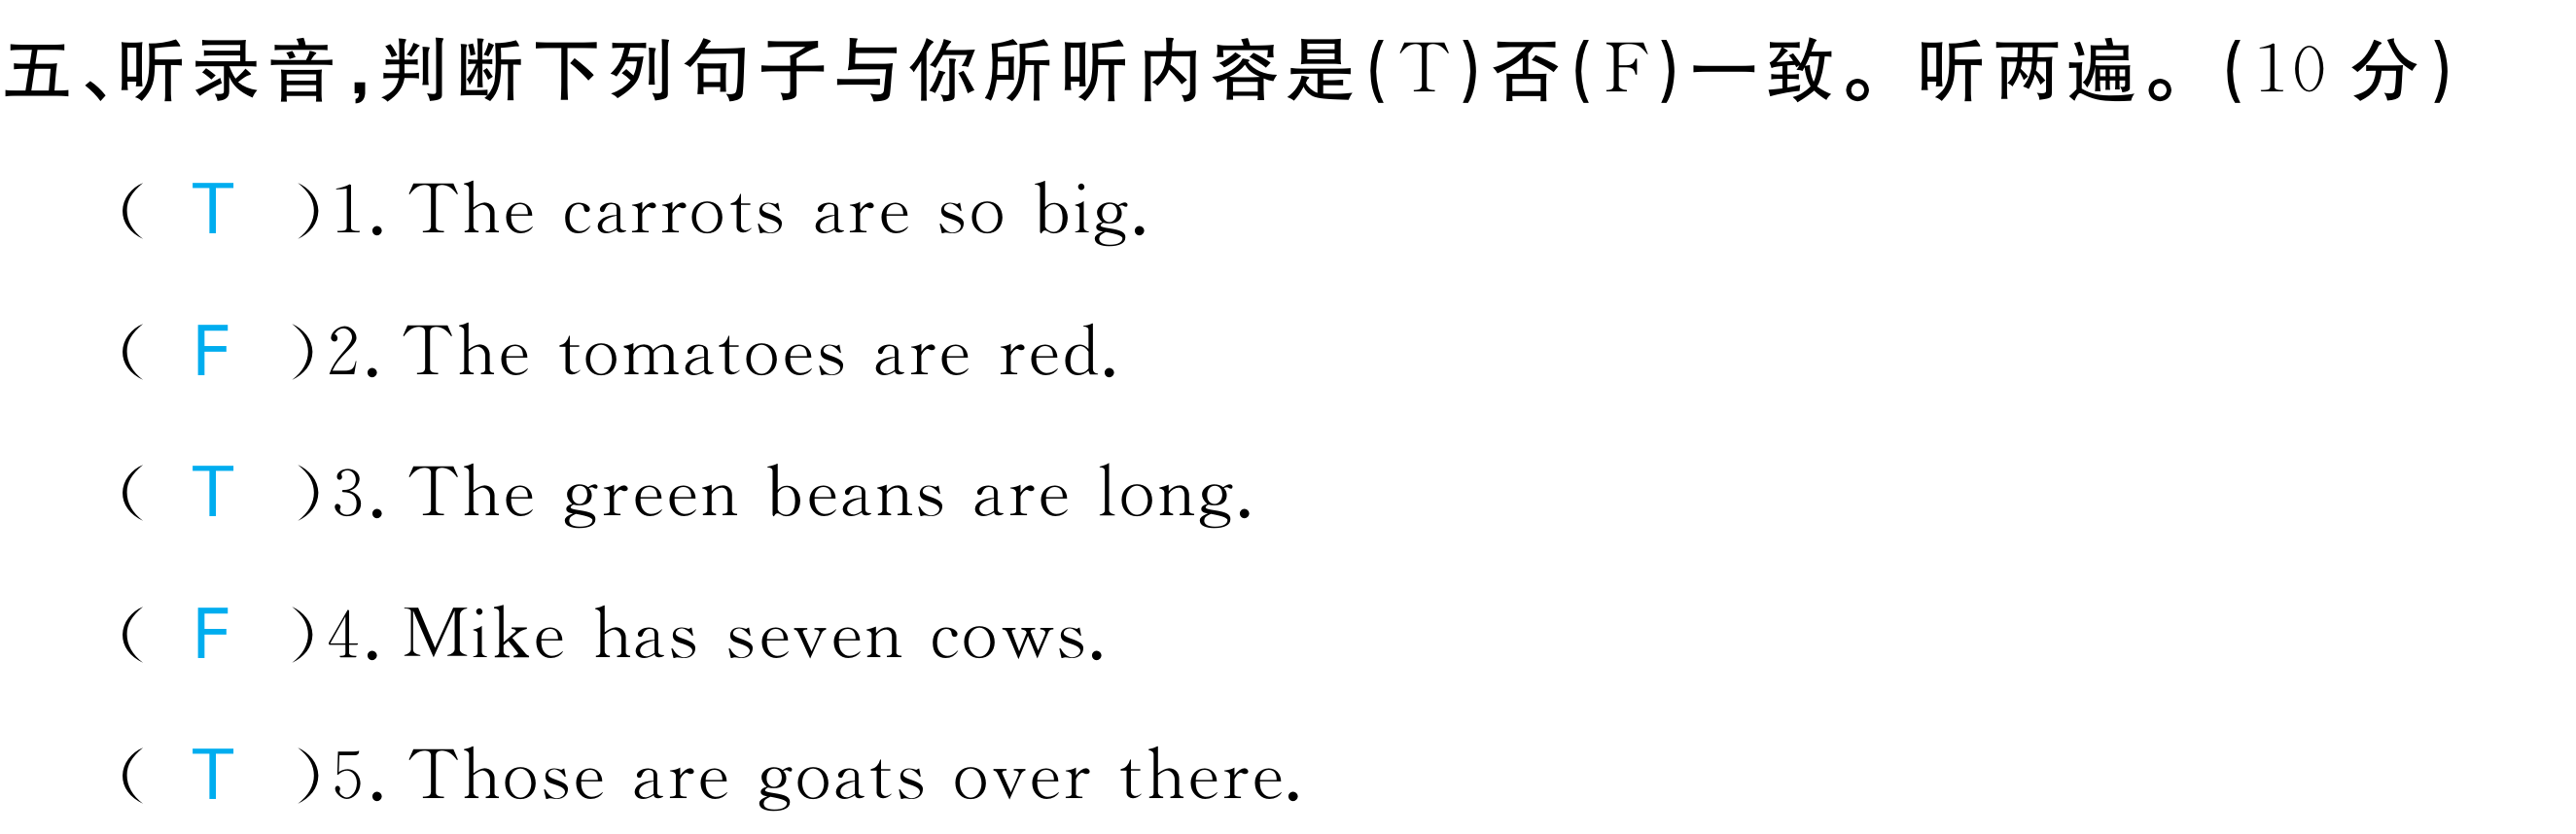 五、听录音,判断下列句子与你所听内容是(T)否(F)一致。听两遍。(10 分)
( T )1. The carrots are so big.
( F )2. The tomatoes are red.
( T )3. The green beans are long.
( F )4. Mike has seven cows.
( T )5. Those are goats over there.